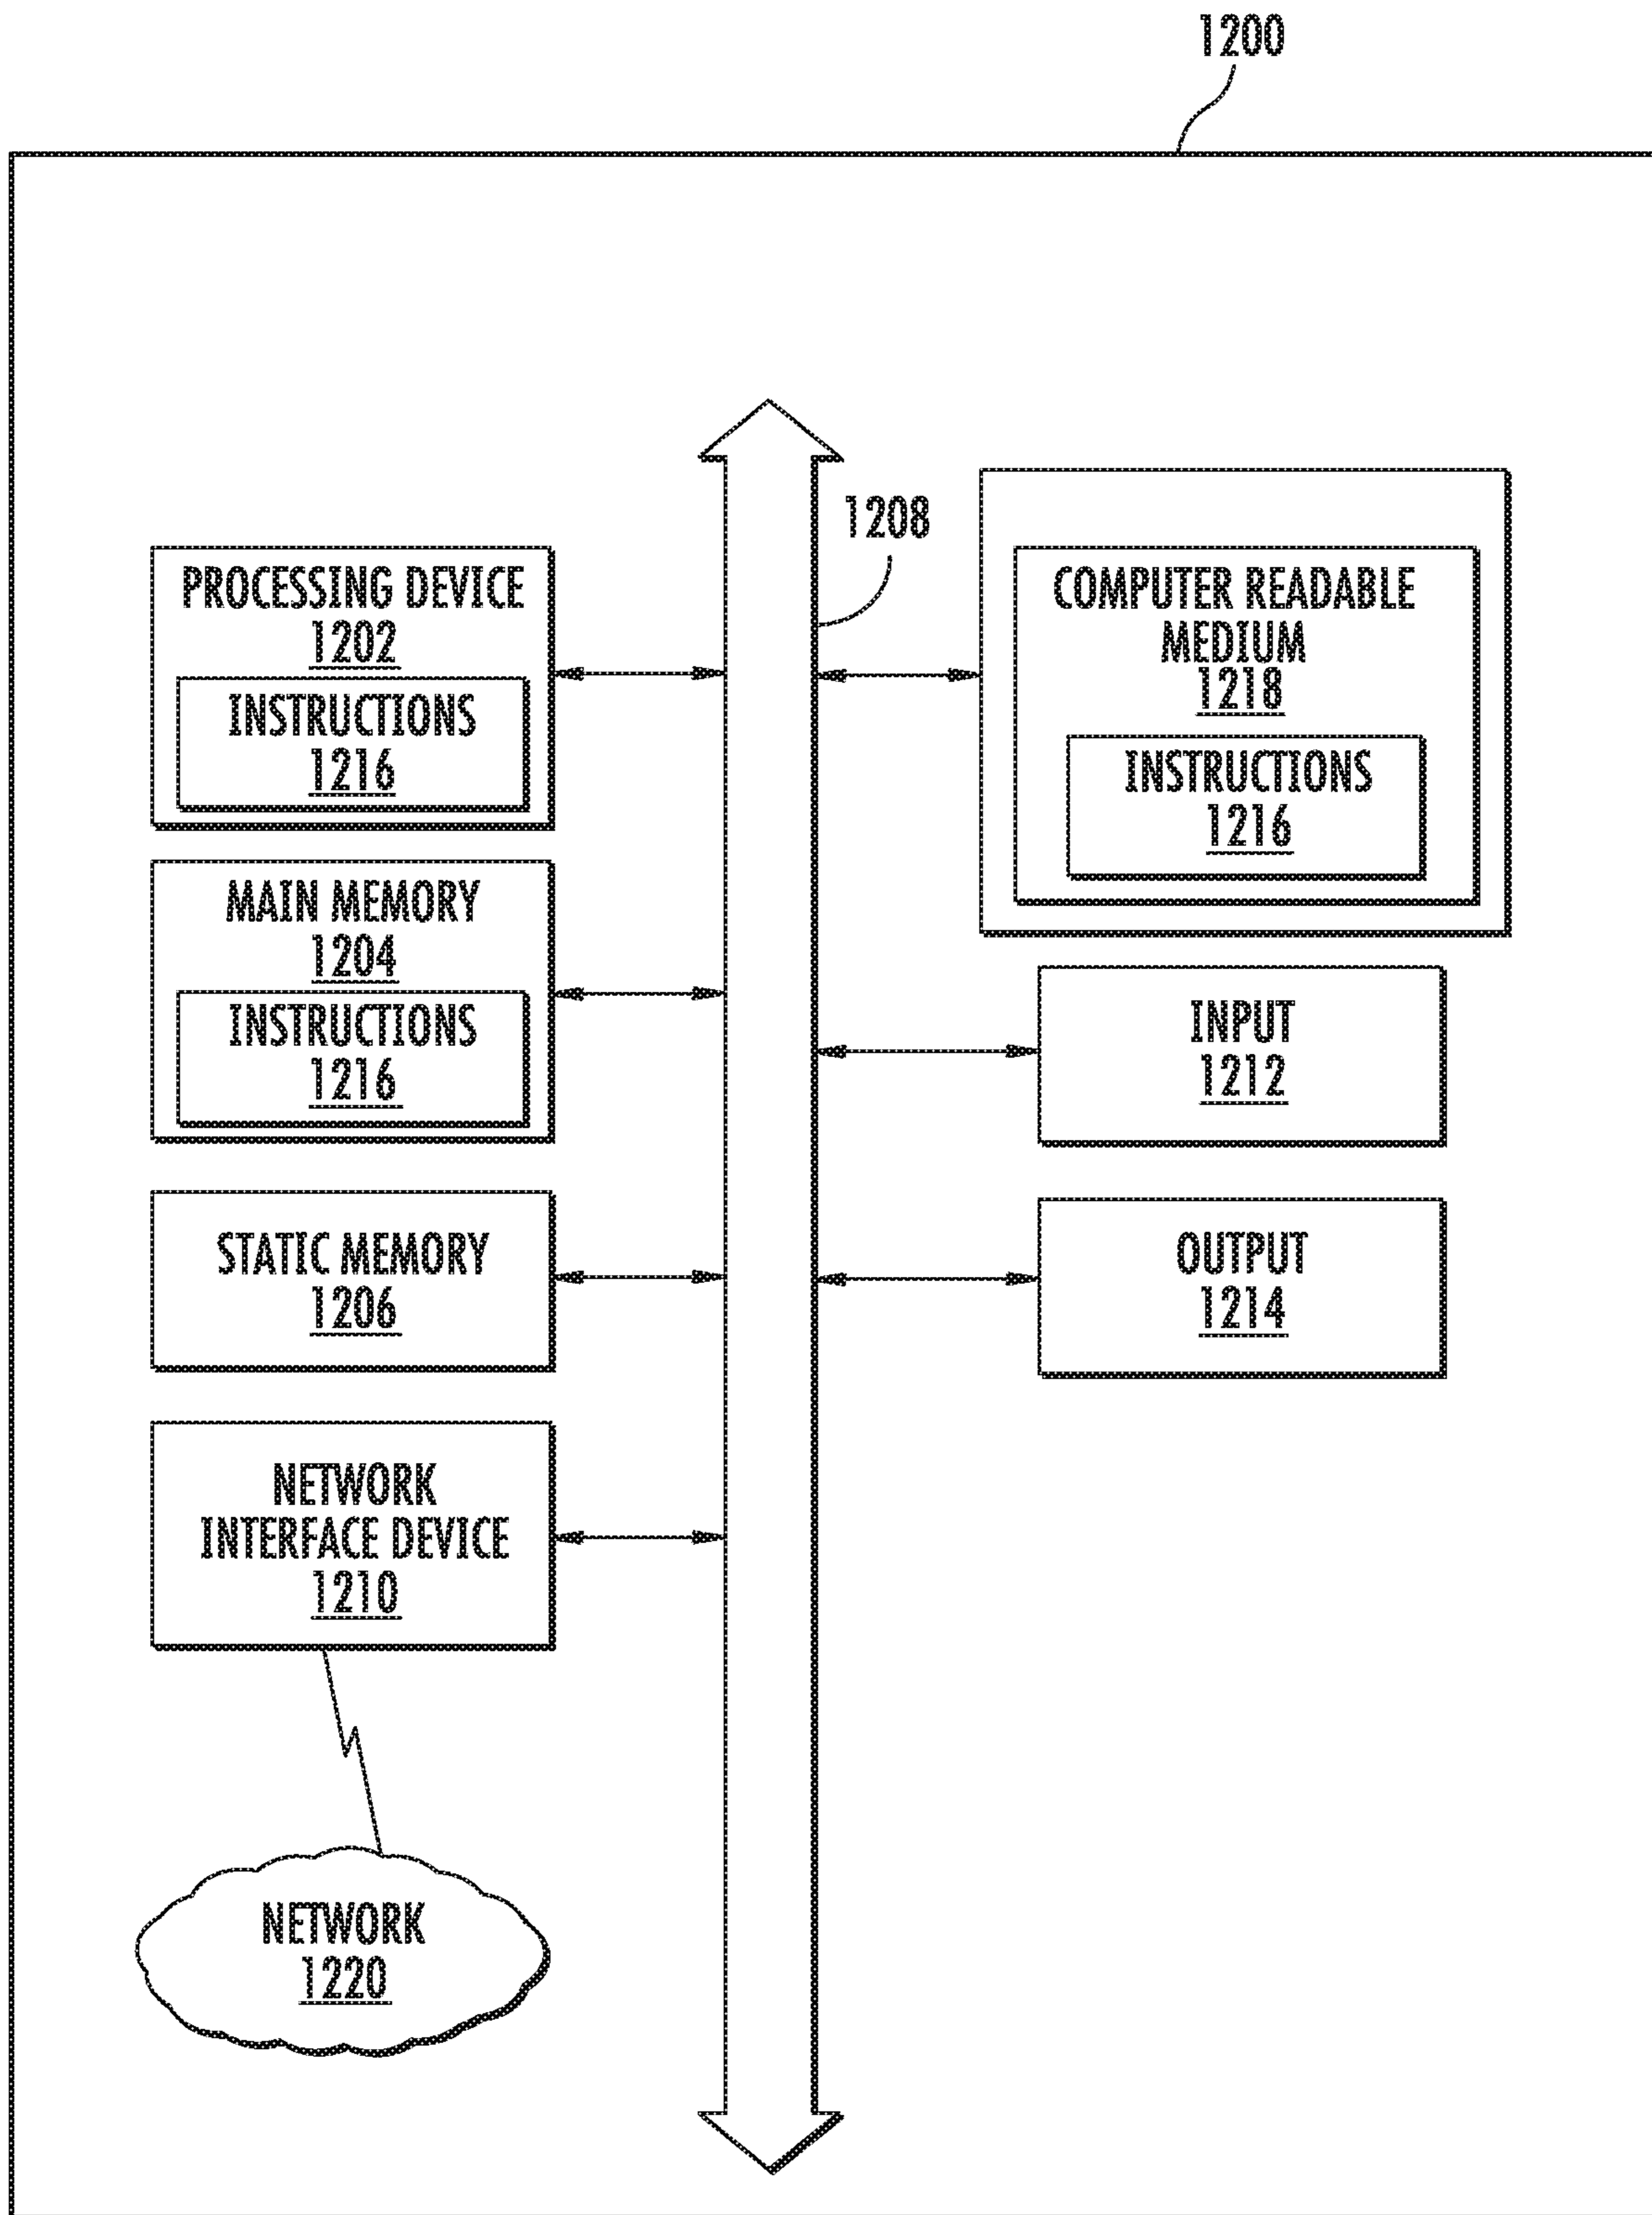 1200
1208
PROCESSING DEVICE
1202
INSTRUCTIONS
1216
MAIN MEMORY
1204
INSTRUCTIONS
1216
STATIC MEMORY
1206
NETWORK
INTERFACE DEVICE
1210
NETWORK
1220
COMPUTER READABLE
MEDIUM
1218
INSTRUCTIONS
1216
INPUT
1212
OUTPUT
1214